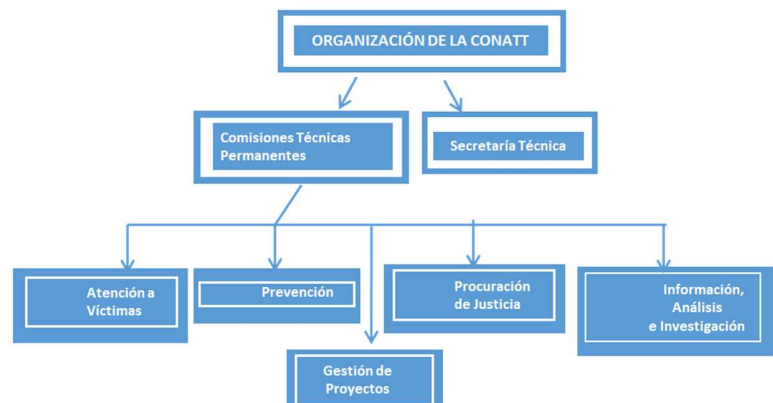 ORGANIZACIÓN DE LA CONATT
Comisiones Técnicas
Permanentes
Secretaría Técnica
Atención a
Víctimas
Prevención
Procuración
de Justicia
Información,
Análisis
e Investigación
Gestión de
Proyectos